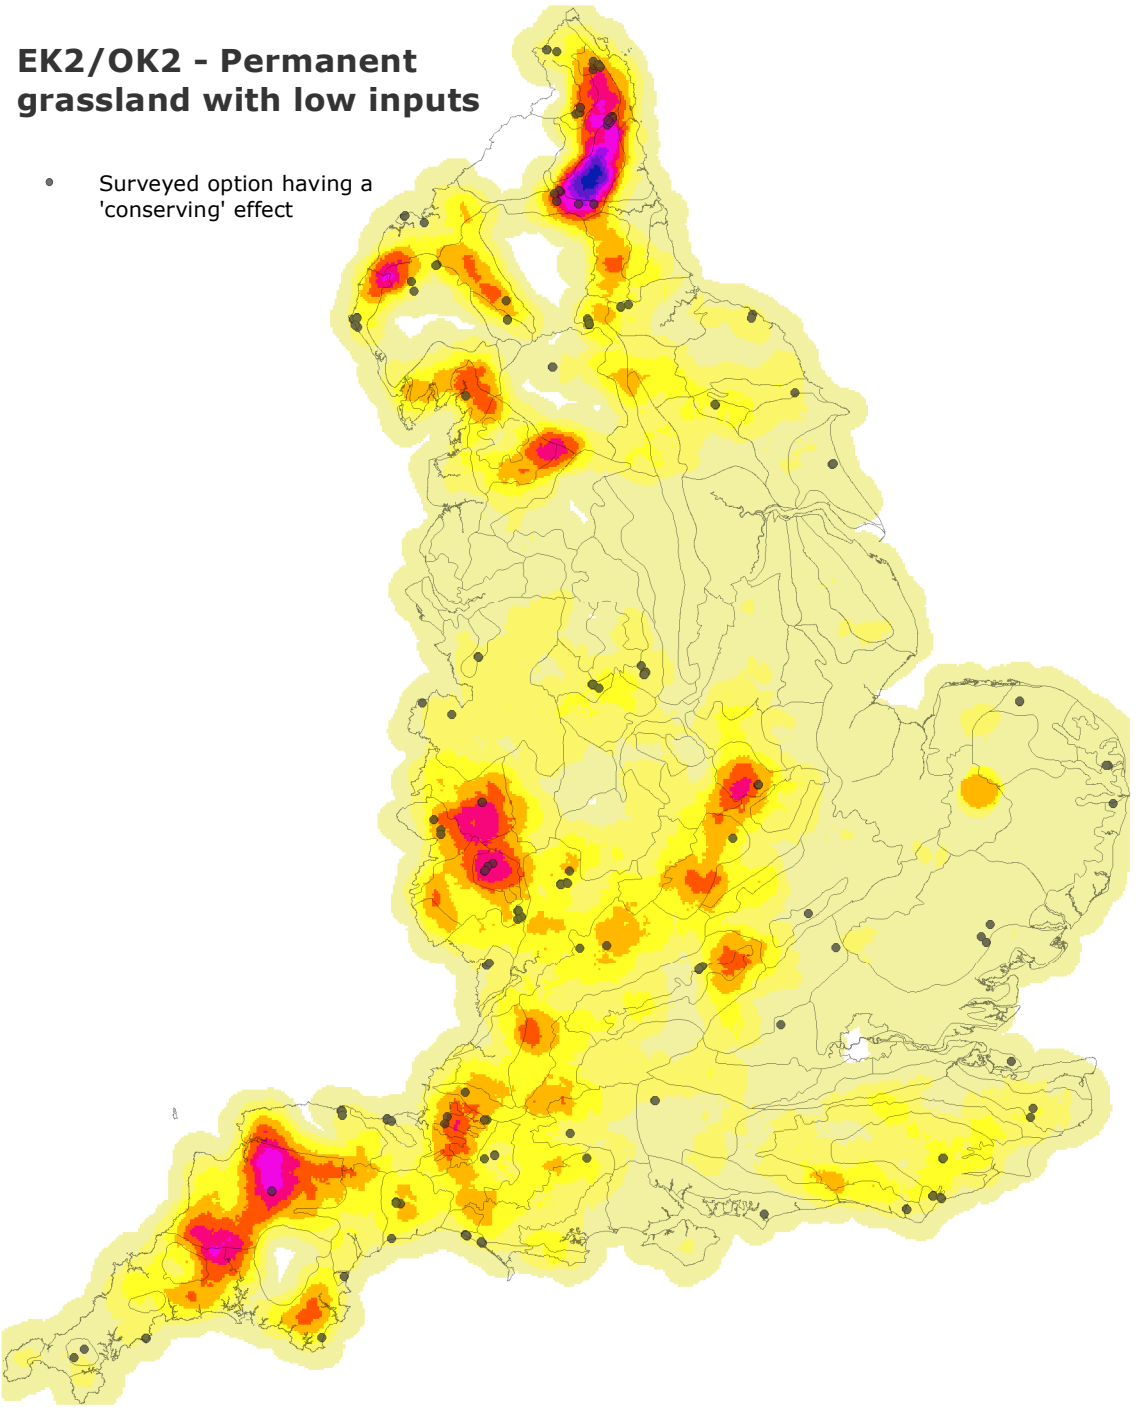 EK2/OK2 - Permanent
grassland with low inputs
Surveyed option having a
'conserving' effect